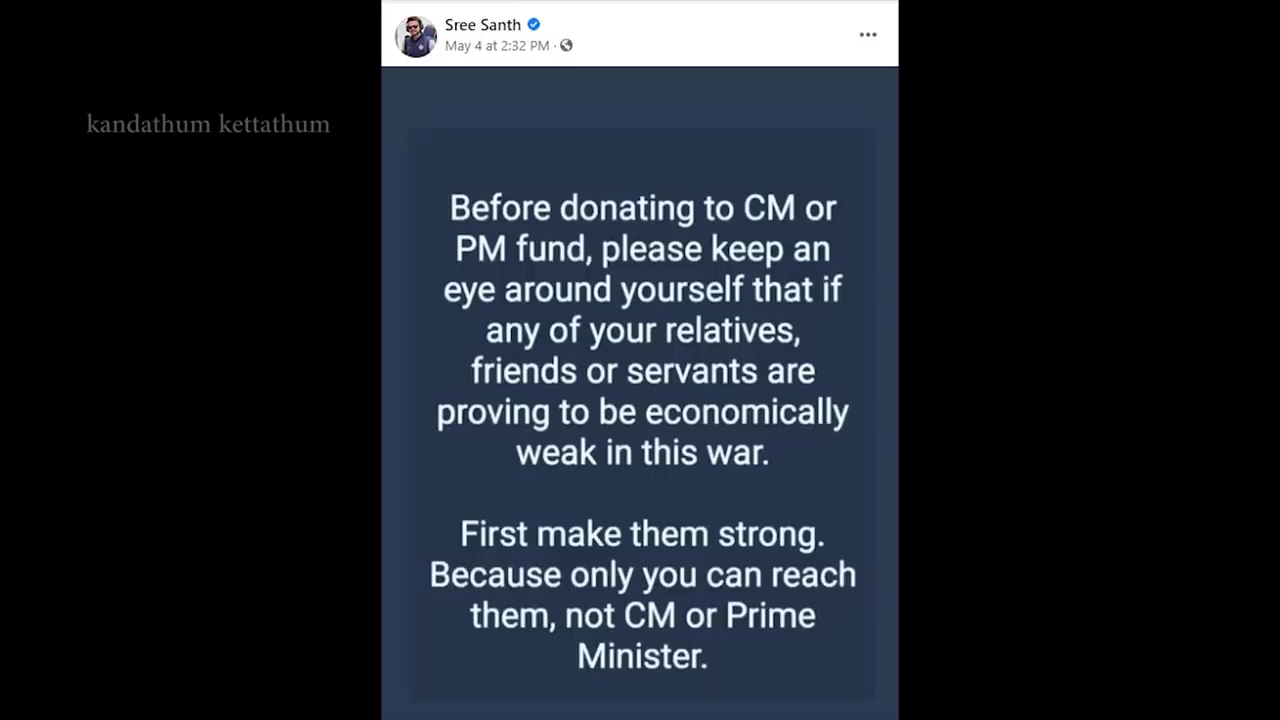 Sree Santh
May 4 at 2:32 PM ·
kandathum kettathum
Before donating to CM or
PM fund, please keep an
eye around yourself that if
any of your relatives,
friends or servants are
proving to be economically
weak in this war.
First make them strong.
Because only you can reach
them, not CM or Prime
Minister.